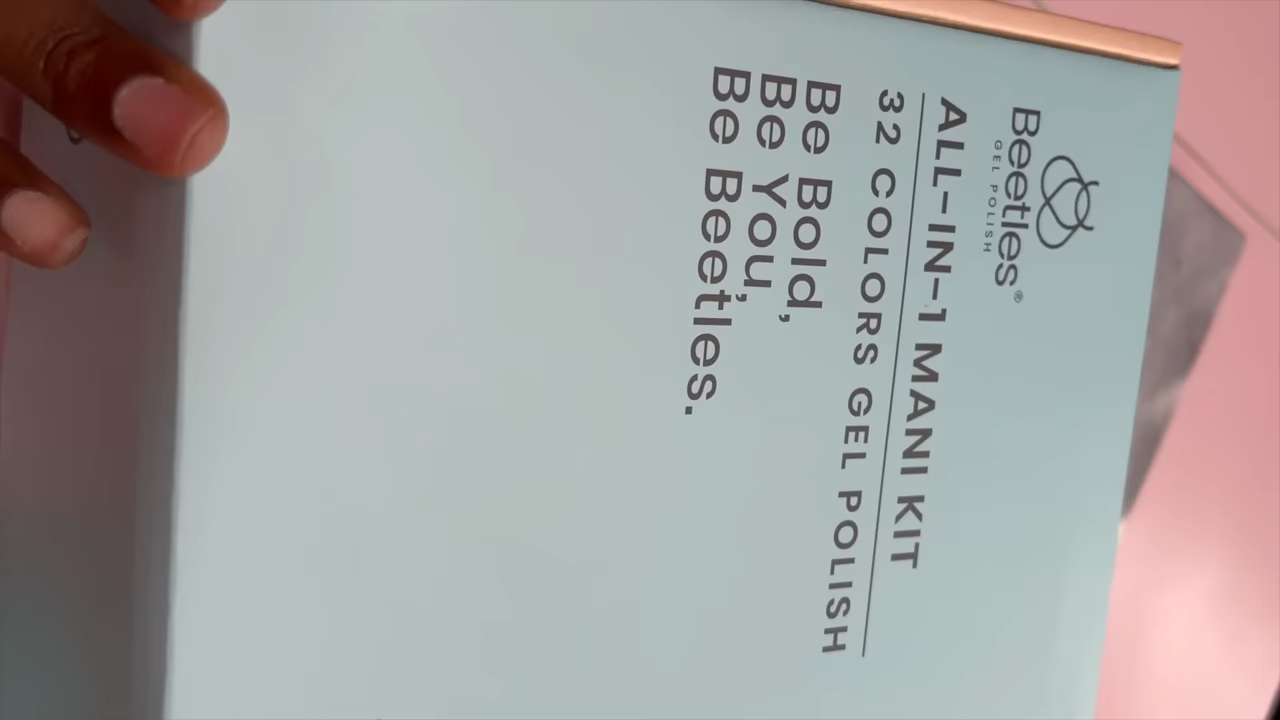 Beetles®
GEL POLISH
ALL-IN-1 MANI KIT
32 COLORS GEL POLISH
Be Bold,
Be You,
Be Beetles.